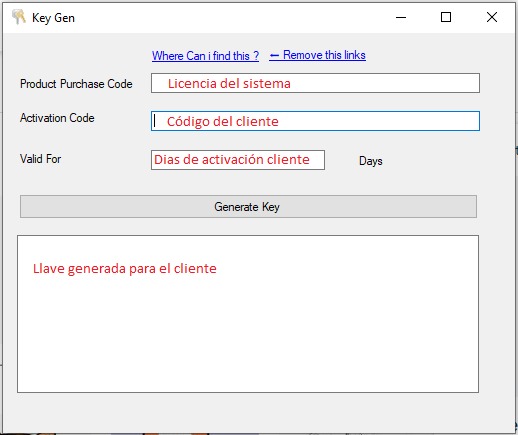 Key Gen
Where Can i find this ? ← Remove this links
Product Purchase Code Licencia del sistema
Activation Code Código del cliente
Valid For Dias de activación cliente Days
Generate Key
Llave generada para el cliente